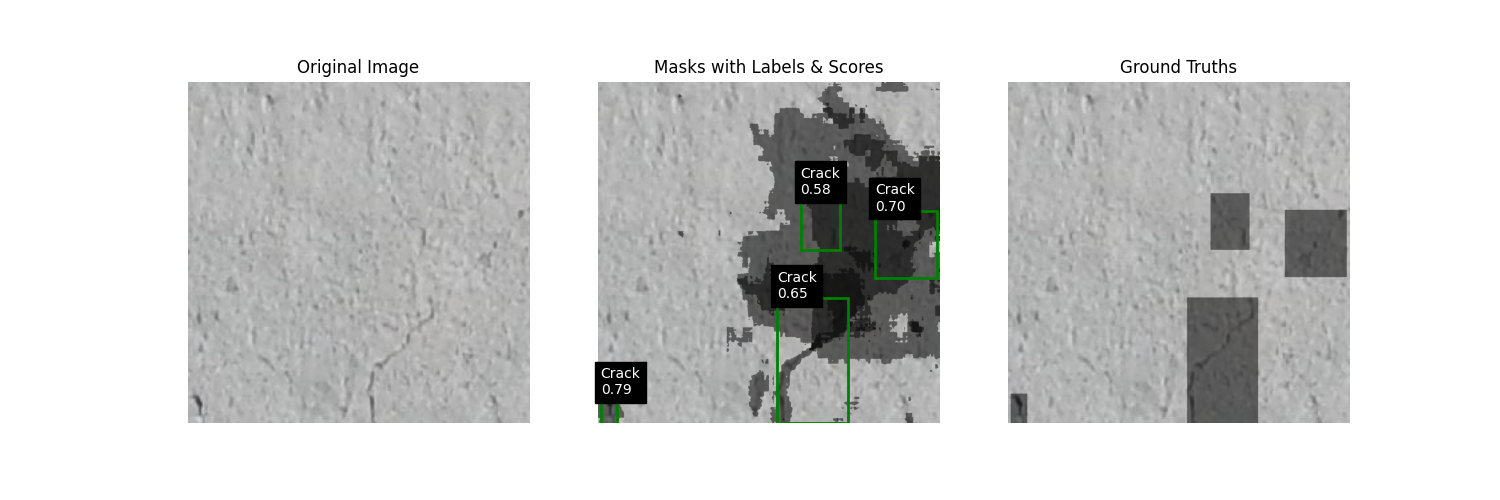 Original Image
Masks with Labels & Scores
Ground Truths
Crack
0.58
Crack
0.70
Crack
0.65
Crack
0.79